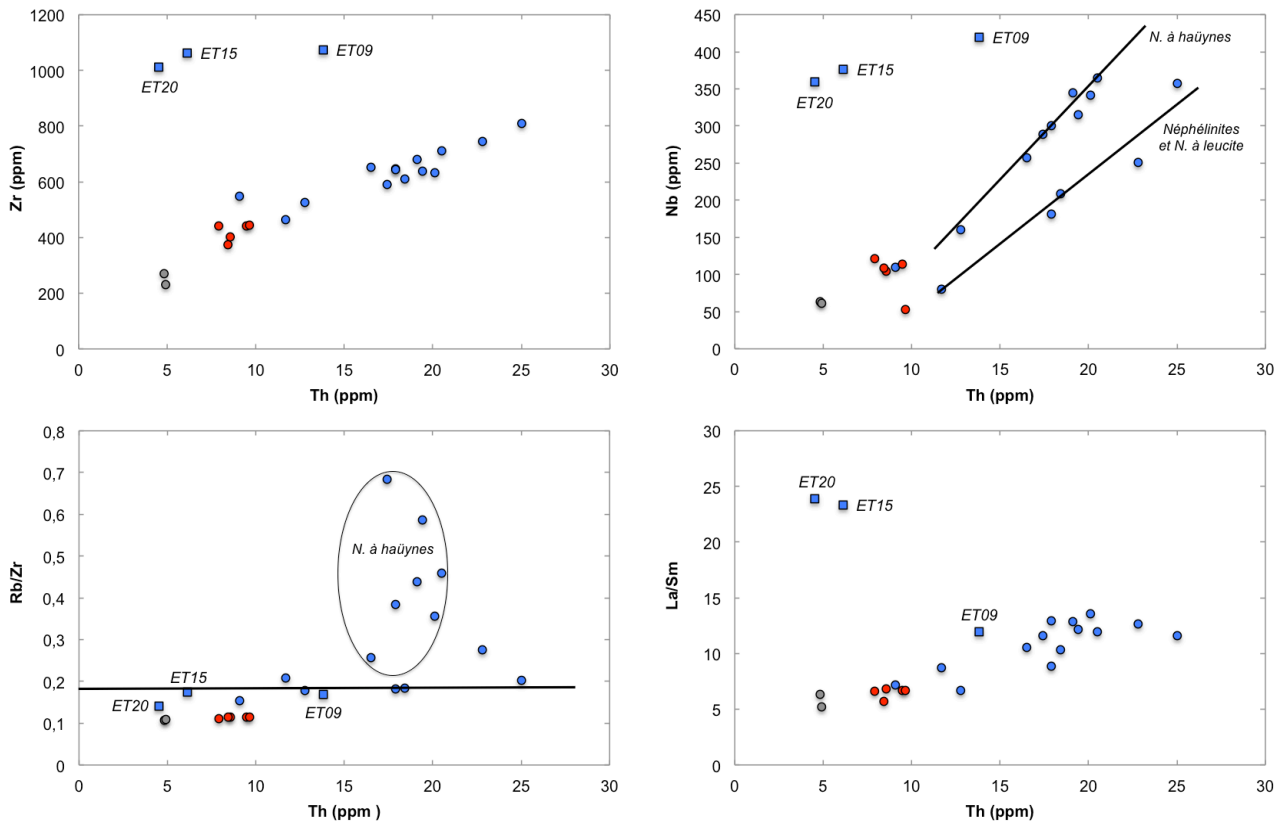 1200
1000
800
600
400
200
0
Zr (ppm)
ET20
ET15
ET09
0 5 10 15 20 25 30
Th (ppm)
450
400
350
300
250
200
150
100
50
0
Nb (ppm)
ET09
N. à haüynes
ET15
ET20
Néphélinites
et N. à leucite
0 5 10 15 20 25 30
Th (ppm)
0,8
0,7
0,6
0,5
0,4
0,3
0,2
0,1
0
Rb/Zr
N. à haüynes
ET15
ET20
ET09
0 5 10 15 20 25 30
Th (ppm )
30
25
20
15
10
5
0
La/Sm
ET20
ET15
ET09
0 5 10 15 20 25 30
Th (ppm)